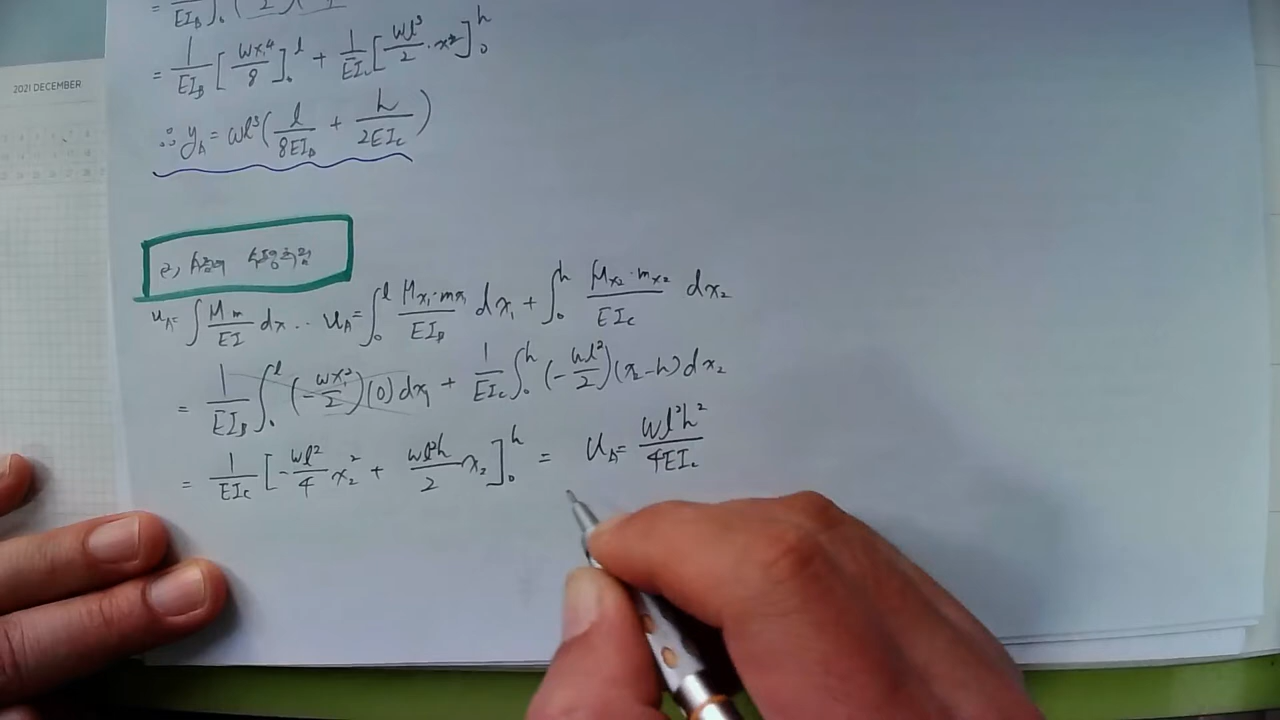 2021 DECEMBER
= 1/EI_B [wx₁⁴/8]₀^l + 1/EI_c [wl³/2 · x₂]₀^h
∴ y_A = wl³(l/8EI_B + h/2EI_c)
2) A점의 수평처짐
u_A = ∫ Mm/EI dx ·· u_A = ∫₀^l M_x₁·m_x₁/EI_B dx₁ + ∫₀^h M_x₂·m_x₂/EI_c dx₂
= 1/EI_B ∫₀^l (-wx₁²/2)(0)dx₁ + 1/EI_c ∫₀^h (-wl²/2)(x₂-h)dx₂
= 1/EI_c [-wl²/4 x₂² + wl²h/2 x₂]₀^h = u_A = wl²h²/4EI_c